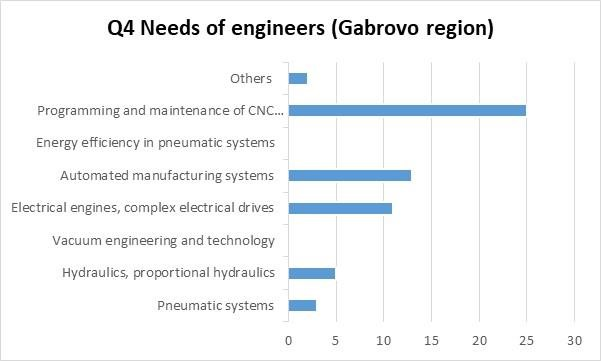 Q4 Needs of engineers (Gabrovo region)
Others
Programming and maintenance of CNC...
Energy efficiency in pneumatic systems
Automated manufacturing systems
Electrical engines, complex electrical drives
Vacuum engineering and technology
Hydraulics, proportional hydraulics
Pneumatic systems
0 5 10 15 20 25 30